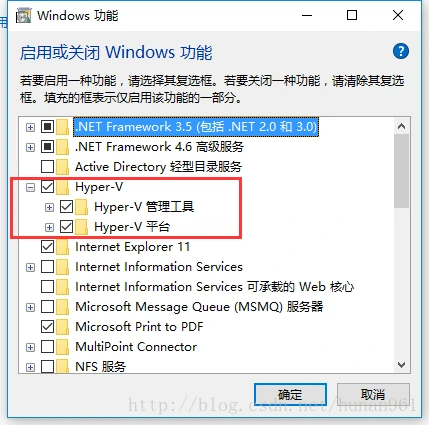 Windows 功能
启用或关闭 Windows 功能
若要启用一种功能，请选择其复选框。若要关闭一种功能，请清除其复选
框。填充的框表示仅启用该功能的一部分。
.NET Framework 3.5 (包括 .NET 2.0 和 3.0)
.NET Framework 4.6 高级服务
Active Directory 轻型目录服务
Hyper-V
Hyper-V 管理工具
Hyper-V 平台
Internet Explorer 11
Internet Information Services
Internet Information Services 可承载的 Web 核心
Microsoft Message Queue (MSMQ) 服务器
Microsoft Print to PDF
MultiPoint Connector
NFS 服务
确定
取消
http://blog.csdn.net/hunan961